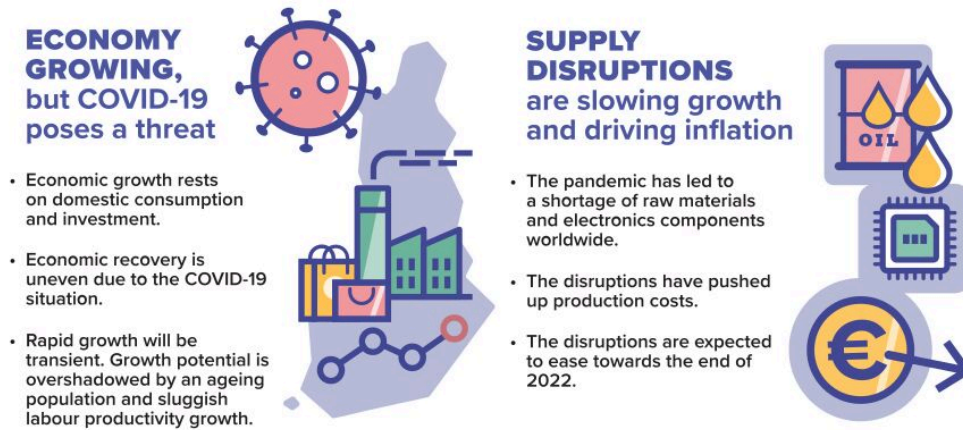 ECONOMY
GROWING,
but COVID-19
poses a threat
• Economic growth rests
on domestic consumption
and investment.
• Economic recovery is
uneven due to the COVID-19
situation.
• Rapid growth will be
transient. Growth potential is
overshadowed by an ageing
population and sluggish
labour productivity growth.
SUPPLY
DISRUPTIONS
are slowing growth
and driving inflation
• The pandemic has led to
a shortage of raw materials
and electronics components
worldwide.
• The disruptions have pushed
up production costs.
• The disruptions are expected
to ease towards the end of
2022.
OIL
€